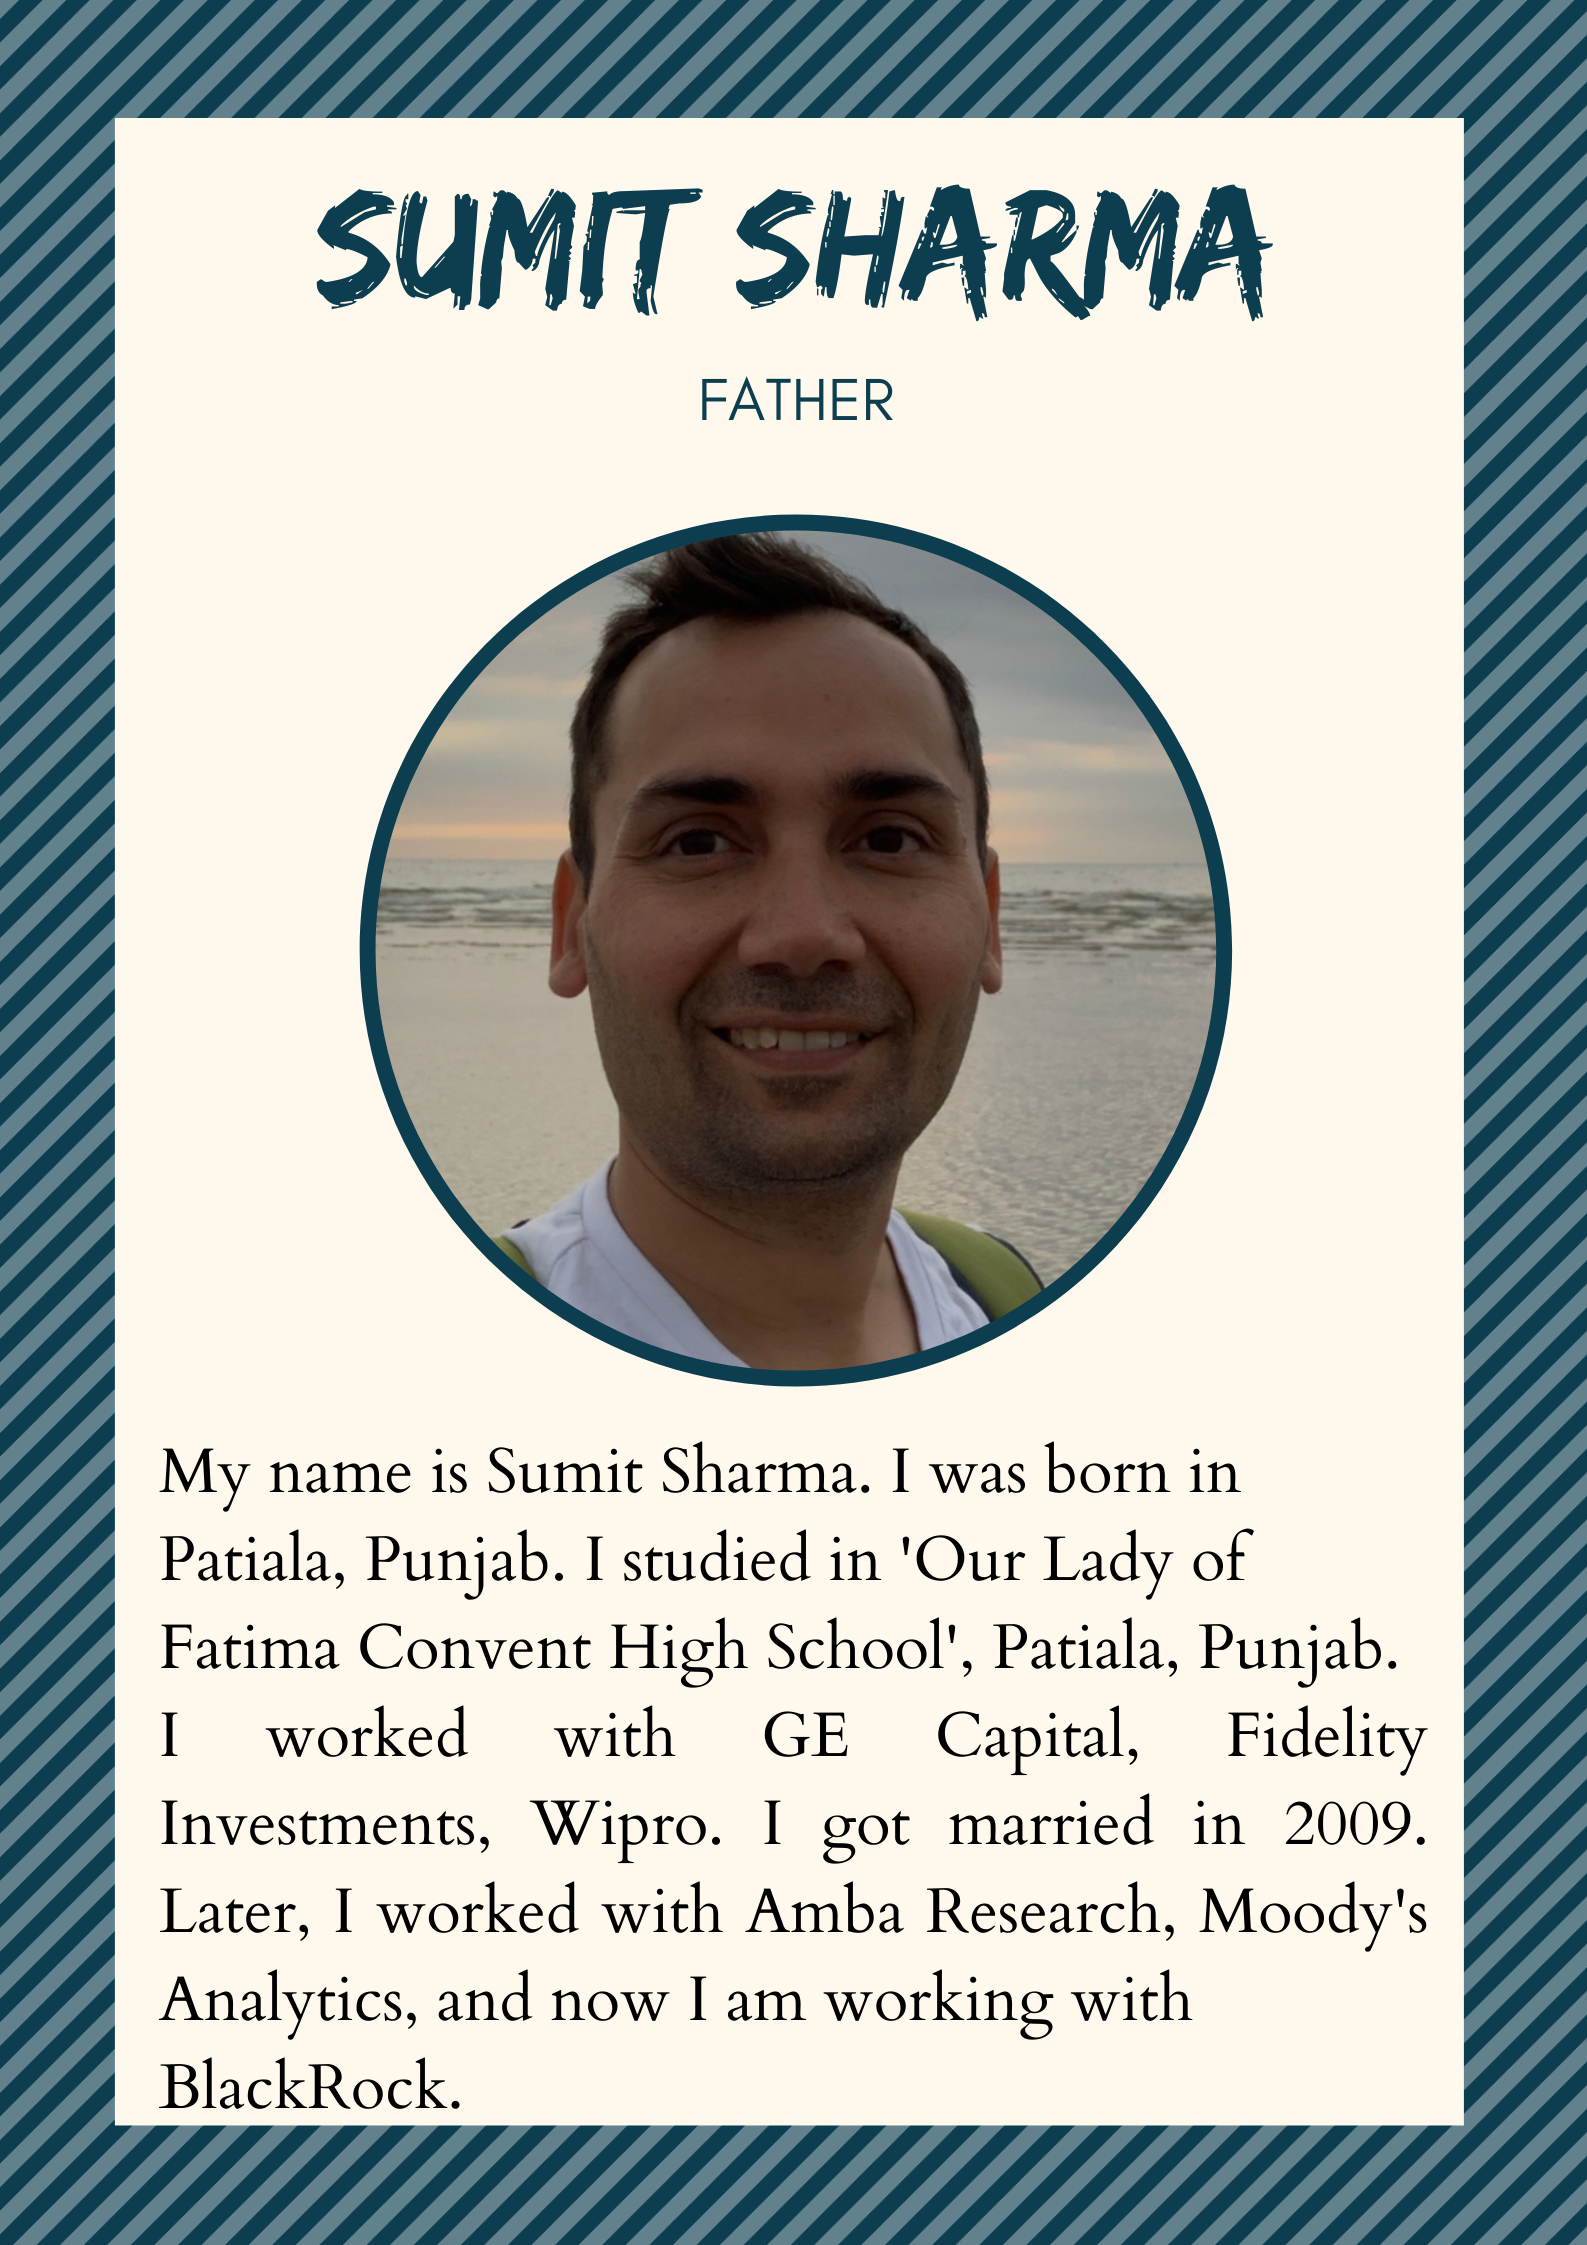 SUMIT SHARMA
FATHER
My name is Sumit Sharma. I was born in
Patiala, Punjab. I studied in 'Our Lady of
Fatima Convent High School', Patiala, Punjab.
I worked with GE Capital, Fidelity
Investments, Wipro. I got married in 2009.
Later, I worked with Amba Research, Moody's
Analytics, and now I am working with
BlackRock.